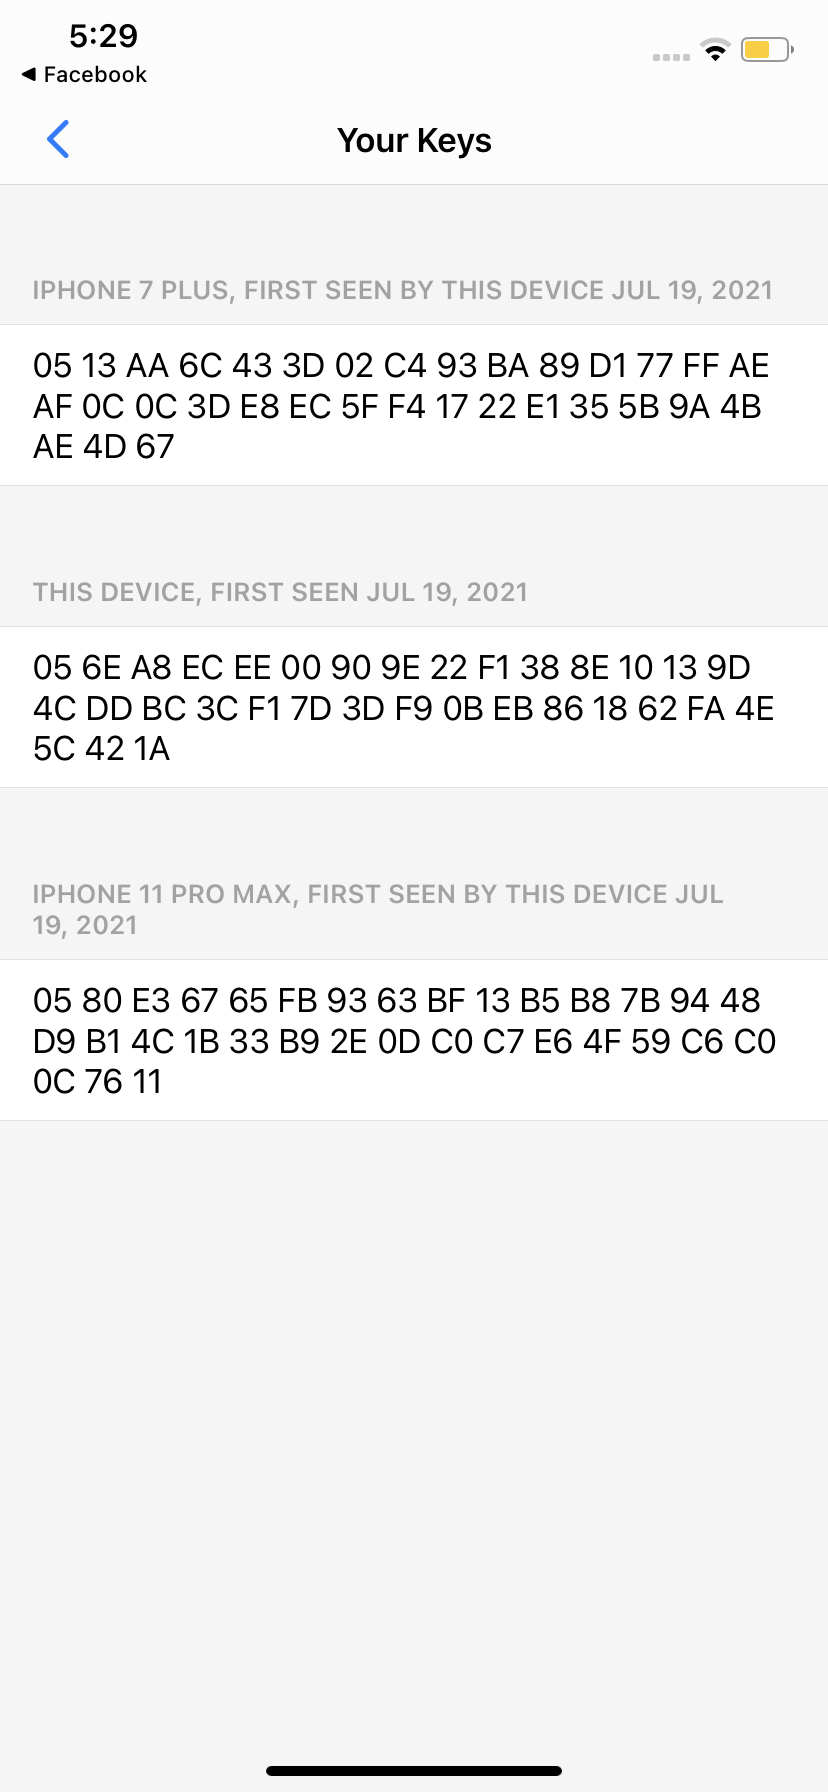 5:29
◀ Facebook
Your Keys
IPHONE 7 PLUS, FIRST SEEN BY THIS DEVICE JUL 19, 2021
05 13 AA 6C 43 3D 02 C4 93 BA 89 D1 77 FF AE
AF 0C 0C 3D E8 EC 5F F4 17 22 E1 35 5B 9A 4B
AE 4D 67
THIS DEVICE, FIRST SEEN JUL 19, 2021
05 6E A8 EC EE 00 90 9E 22 F1 38 8E 10 13 9D
4C DD BC 3C F1 7D 3D F9 0B EB 86 18 62 FA 4E
5C 42 1A
IPHONE 11 PRO MAX, FIRST SEEN BY THIS DEVICE JUL
19, 2021
05 80 E3 67 65 FB 93 63 BF 13 B5 B8 7B 94 48
D9 B1 4C 1B 33 B9 2E 0D C0 C7 E6 4F 59 C6 C0
0C 76 11